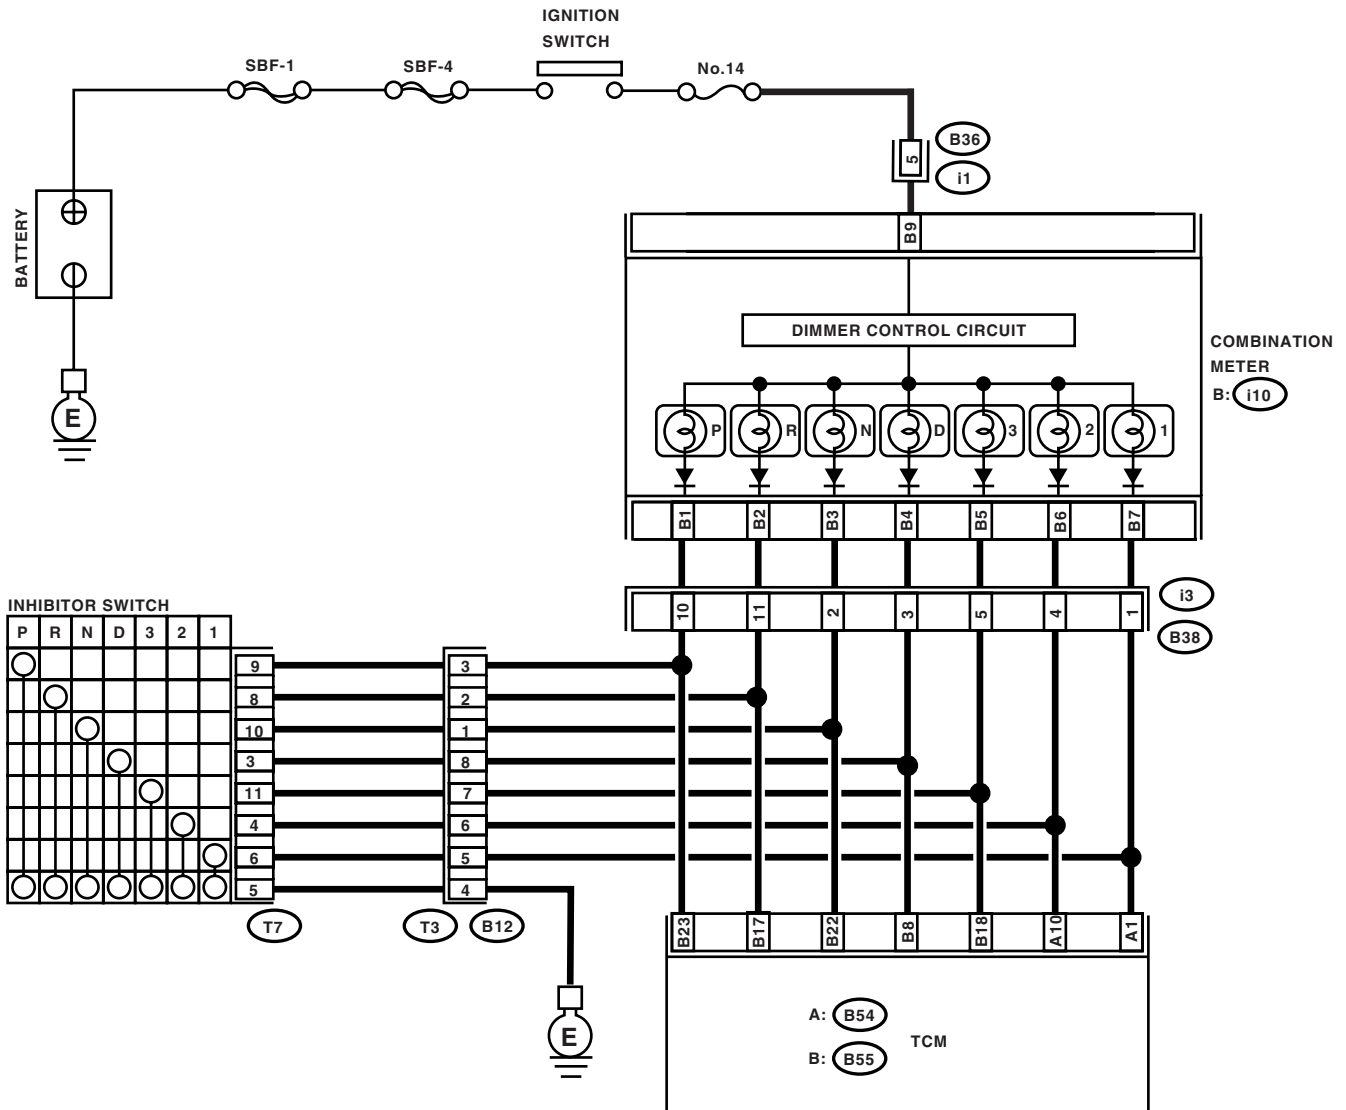 IGNITION
SWITCH
SBF-1
SBF-4
No.14
5
B36
i1
BATTERY
B9
DIMMER CONTROL CIRCUIT
COMBINATION
METER
B: i10
P R N D 3 2 1
B1 B2 B3 B4 B5 B6 B7
E
i3
10 11 2 3 5 4 1
B38
INHIBITOR SWITCH
P R N D 3 2 1
9 3
8 2
10 1
3 8
11 7
4 6
6 5
5 4
T7 T3 B12
B23 B17 B22 B8 B18 A10 A1
E
A: B54
TCM
B: B55